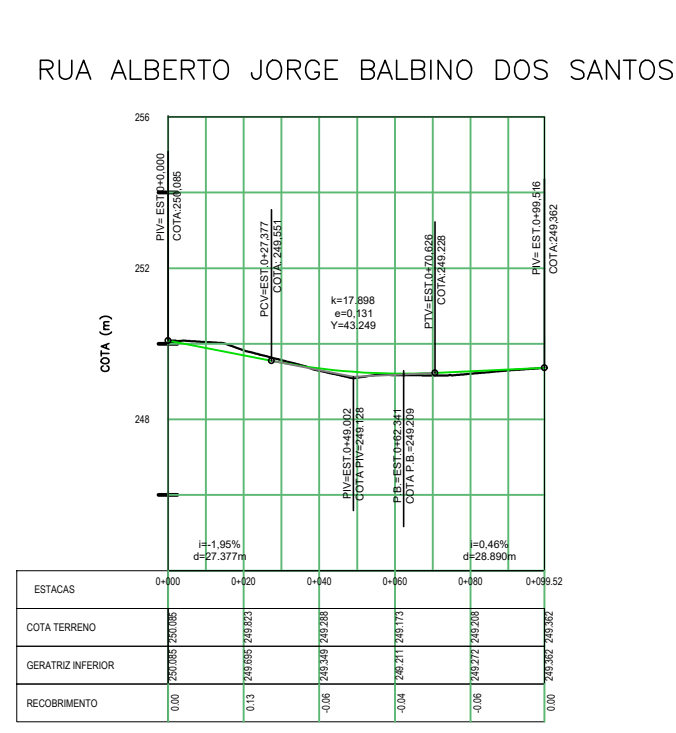 RUA ALBERTO JORGE BALBINO DOS SANTOS
256
252
248
COTA (m)
PIV= EST.0+0,000
COTA:250,085
PCV=EST.0+27,377
COTA: 249,551
k=17,898
e=0,131
Y=43.249
PTV=EST.0+70,626
COTA:249.228
PIV= EST.0+99,516
COTA:249,362
PIV=EST.0+49.002
COTA PIV=249.128
P.B.=EST.0+62.341
COTA P.B.=249.209
i=-1,95%
d=27.377m
i=0,46%
d=28.890m
ESTACAS 0+000 0+020 0+040 0+060 0+080 0+099.52
COTA TERRENO 250.085 249.823 249.288 249.173 249.208 249.362
GERATRIZ INFERIOR 250.085 249.695 249.349 249.211 249.272 249.362
RECOBRIMENTO 0.00 0.13 -0.06 -0.04 -0.06 0.00